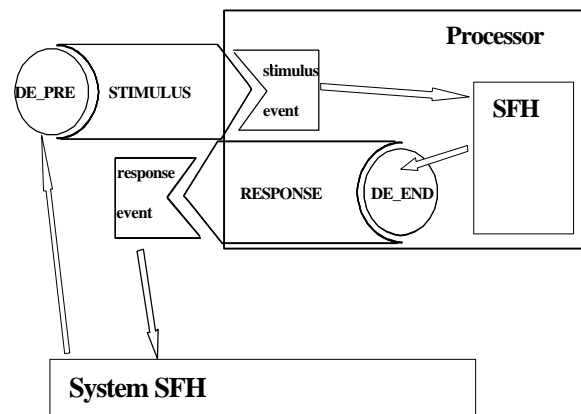 Processor
stimulus
event
DE_PRE
STIMULUS
SFH
response
event
RESPONSE
DE_END
System SFH